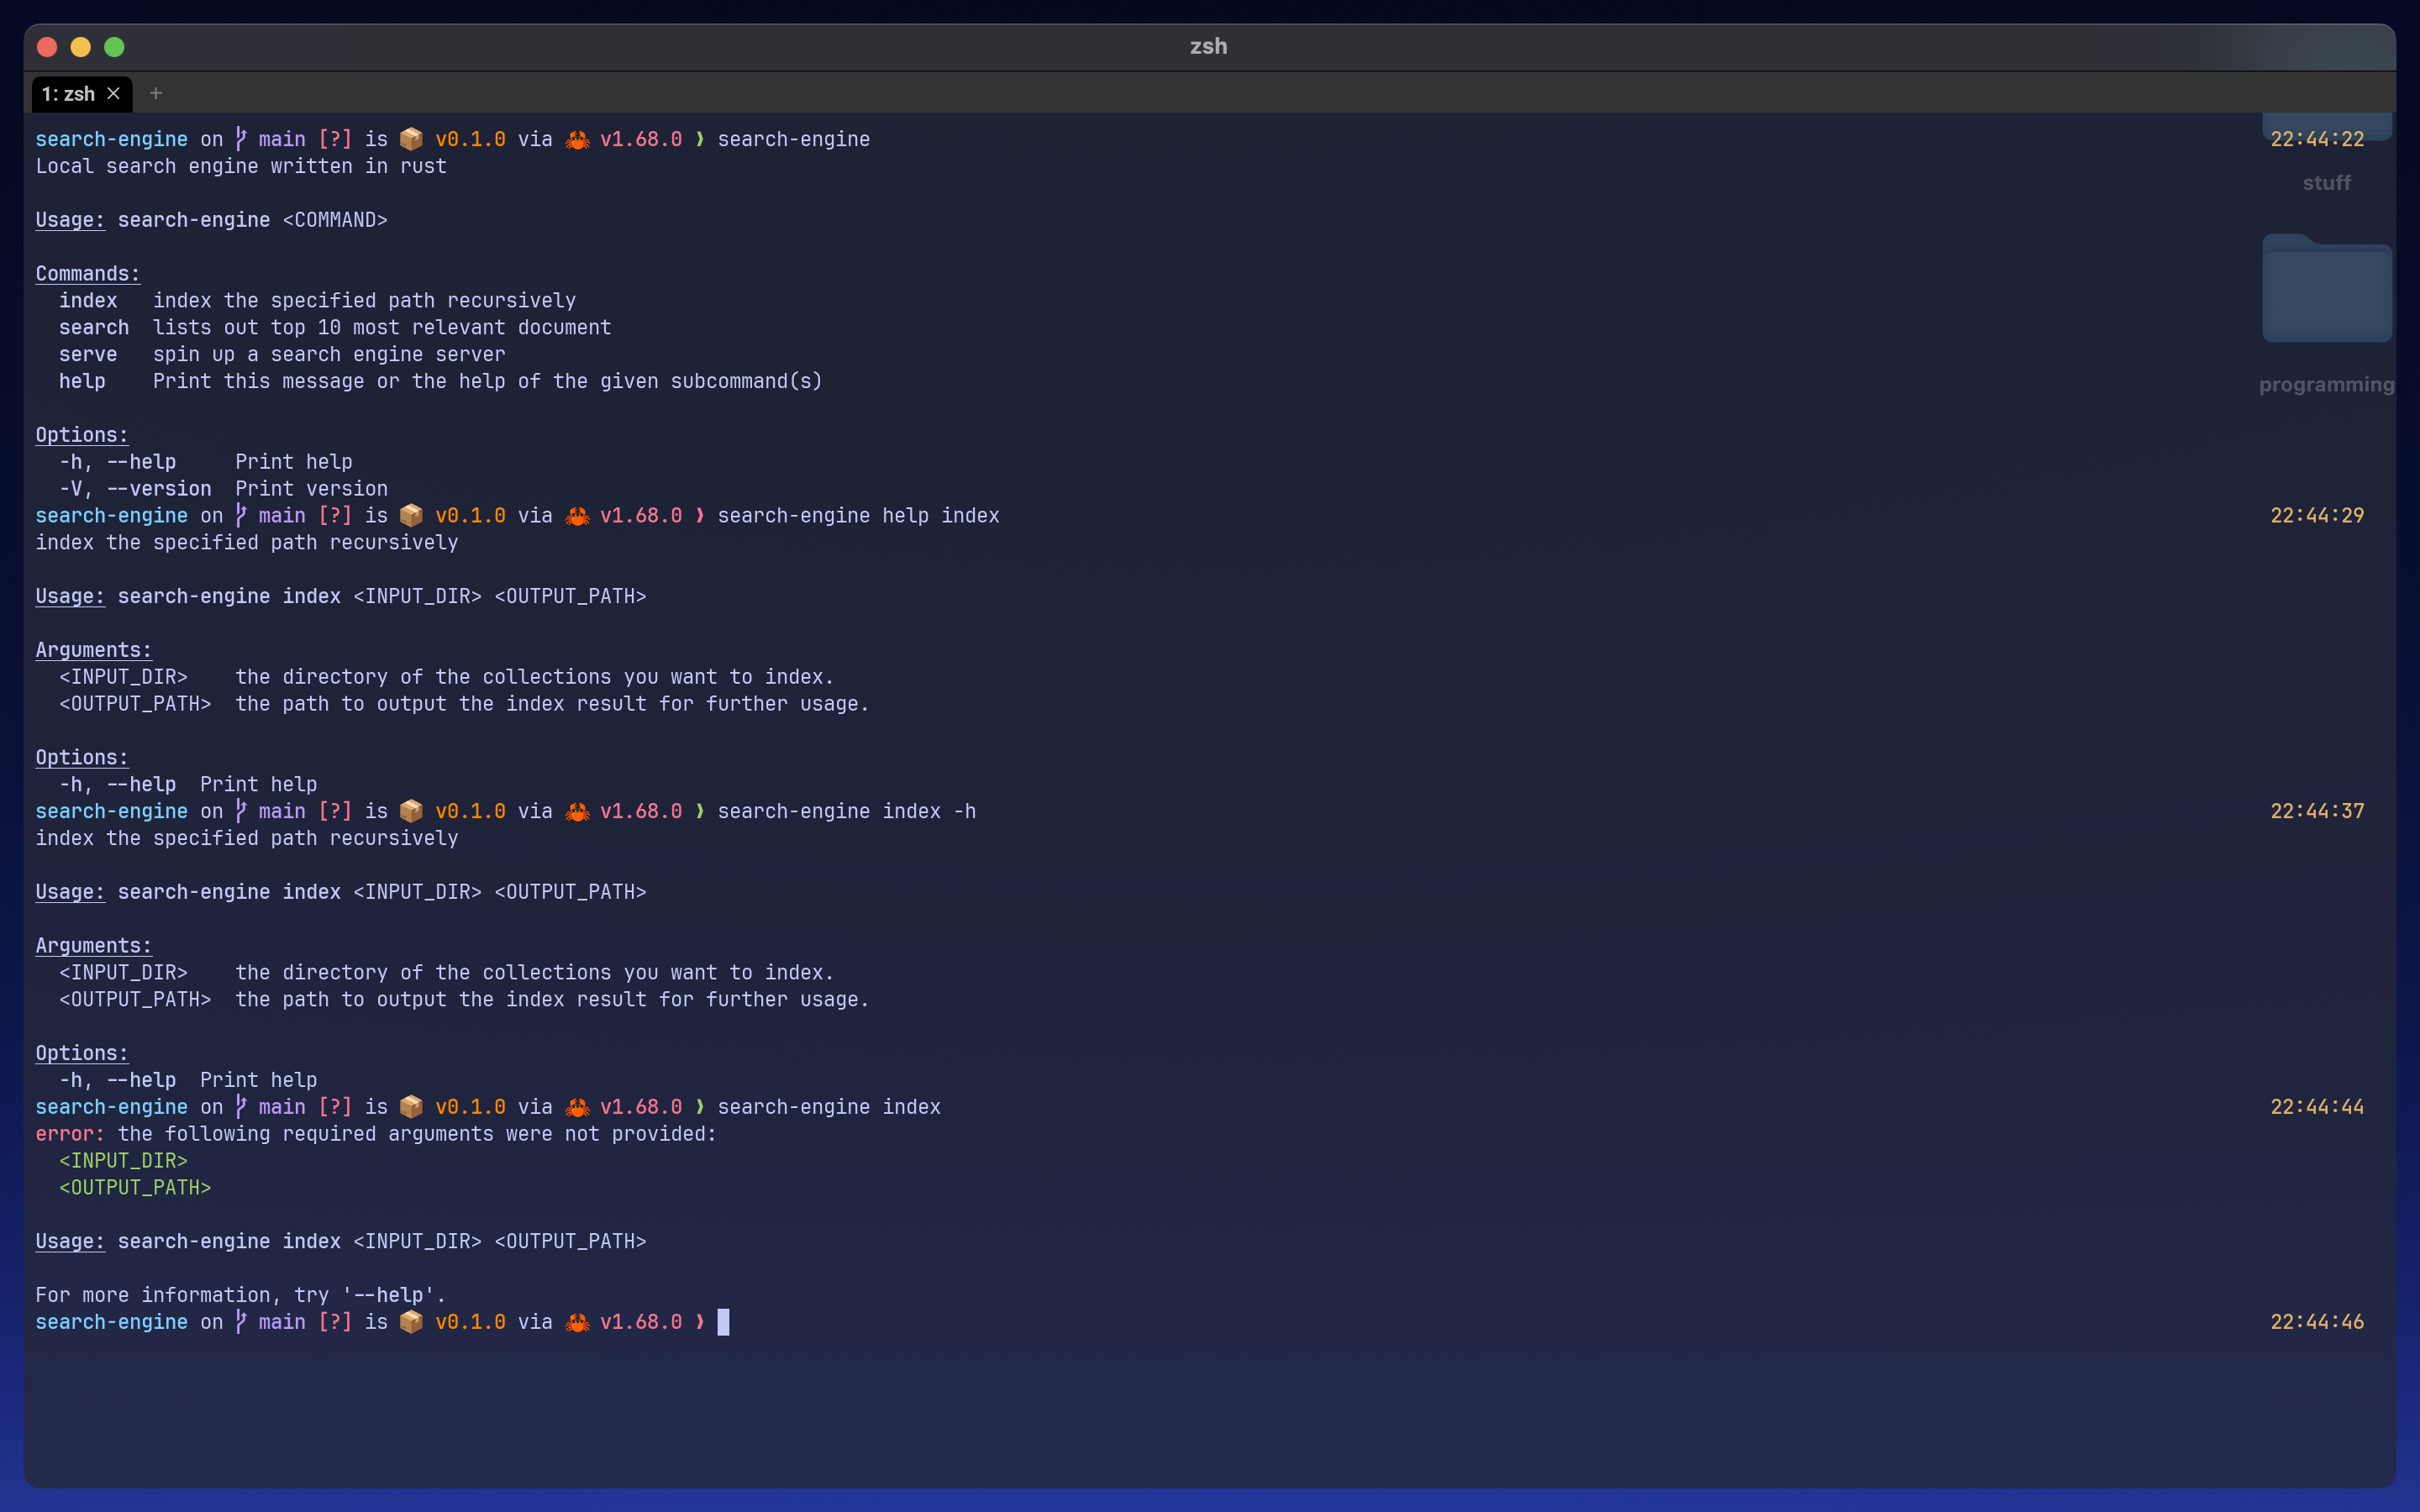 zsh
1: zsh × +
search-engine on main [?] is 📦 v0.1.0 via 🦀 v1.68.0 ❯ search-engine 22:44:22
Local search engine written in rust
stuff
Usage: search-engine <COMMAND>
Commands:
  index   index the specified path recursively
  search  lists out top 10 most relevant document
  serve   spin up a search engine server
  help    Print this message or the help of the given subcommand(s)
programming
Options:
  -h, --help     Print help
  -V, --version  Print version
search-engine on main [?] is 📦 v0.1.0 via 🦀 v1.68.0 ❯ search-engine help index 22:44:29
index the specified path recursively
Usage: search-engine index <INPUT_DIR> <OUTPUT_PATH>
Arguments:
  <INPUT_DIR>    the directory of the collections you want to index.
  <OUTPUT_PATH>  the path to output the index result for further usage.
Options:
  -h, --help  Print help
search-engine on main [?] is 📦 v0.1.0 via 🦀 v1.68.0 ❯ search-engine index -h 22:44:37
index the specified path recursively
Usage: search-engine index <INPUT_DIR> <OUTPUT_PATH>
Arguments:
  <INPUT_DIR>    the directory of the collections you want to index.
  <OUTPUT_PATH>  the path to output the index result for further usage.
Options:
  -h, --help  Print help
search-engine on main [?] is 📦 v0.1.0 via 🦀 v1.68.0 ❯ search-engine index 22:44:44
error: the following required arguments were not provided:
  <INPUT_DIR>
  <OUTPUT_PATH>
Usage: search-engine index <INPUT_DIR> <OUTPUT_PATH>
For more information, try '--help'.
search-engine on main [?] is 📦 v0.1.0 via 🦀 v1.68.0 ❯ 22:44:46